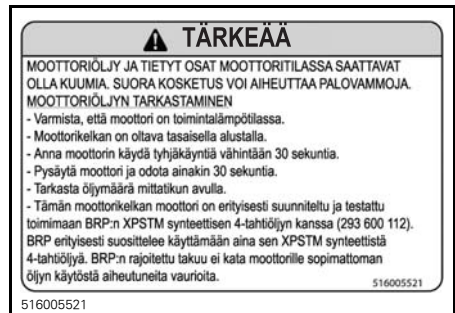 TÄRKEÄÄ
MOOTTORIÖLJY JA TIETYT OSAT MOOTTORITILASSA SAATTAVAT
OLLA KUUMIA. SUORA KOSKETUS VOI AIHEUTTAA PALOVAMMOJA.
MOOTTORIÖLJYN TARKASTAMINEN
- Varmista, että moottori on toimintalämpötilassa.
- Moottorikelkan on oltava tasaisella alustalla.
- Anna moottorin käydä tyhjäkäyntiä vähintään 30 sekuntia.
- Pysäytä moottori ja odota ainakin 30 sekuntia.
- Tarkasta öljymäärä mittatikun avulla.
- Tämän moottorikelkan moottori on erityisesti suunniteltu ja testattu
toimimaan BRP:n XPSTM synteettisen 4-tahtiöljyn kanssa (293 600 112).
BRP erityisesti suosittelee käyttämään aina sen XPSTM synteettistä
4-tahtiöljyä. BRP:n rajoitettu takuu ei kata moottorille sopimattoman
öljyn käytöstä aiheutuneita vaurioita.
516005521
516005521